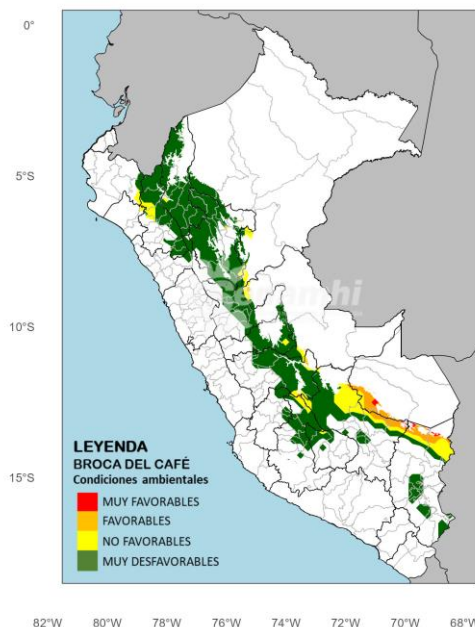 0°
5°S
10°S
15°S
senamhi
LEYENDA
BROCA DEL CAFÉ
Condiciones ambientales
MUY FAVORABLES
FAVORABLES
NO FAVORABLES
MUY DESFAVORABLES
82°W 80°W 78°W 76°W 74°W 72°W 70°W 68°W